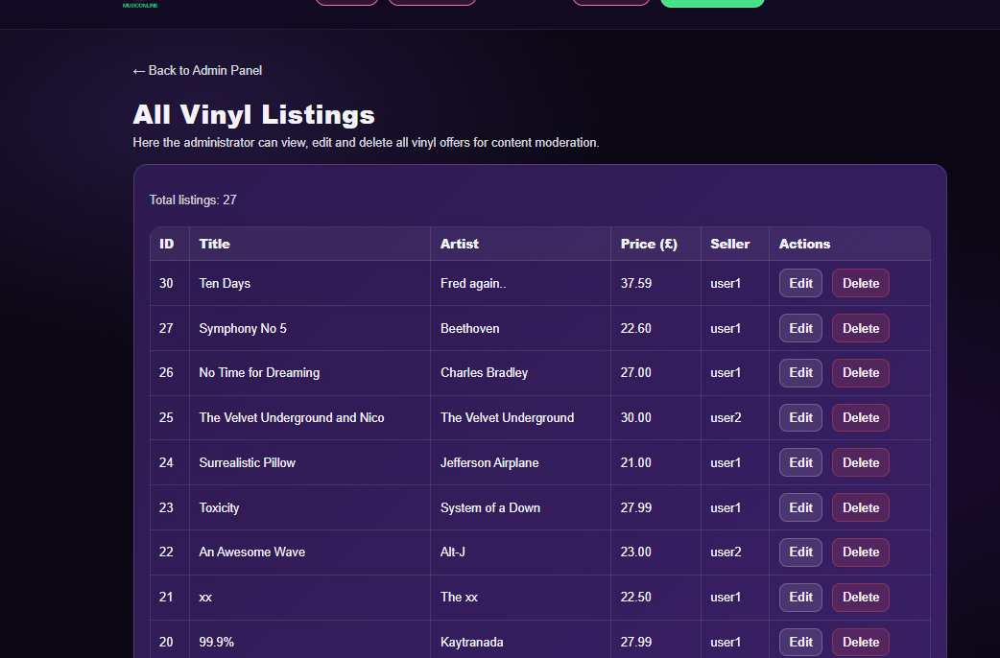 MUSICONLINE
← Back to Admin Panel
All Vinyl Listings
Here the administrator can view, edit and delete all vinyl offers for content moderation.
Total listings: 27
ID Title Artist Price (£) Seller Actions
30 Ten Days Fred again.. 37.59 user1 Edit Delete
27 Symphony No 5 Beethoven 22.60 user1 Edit Delete
26 No Time for Dreaming Charles Bradley 27.00 user1 Edit Delete
25 The Velvet Underground and Nico The Velvet Underground 30.00 user2 Edit Delete
24 Surrealistic Pillow Jefferson Airplane 21.00 user1 Edit Delete
23 Toxicity System of a Down 27.99 user1 Edit Delete
22 An Awesome Wave Alt-J 23.00 user2 Edit Delete
21 xx The xx 22.50 user1 Edit Delete
20 99.9% Kaytranada 27.99 user1 Edit Delete